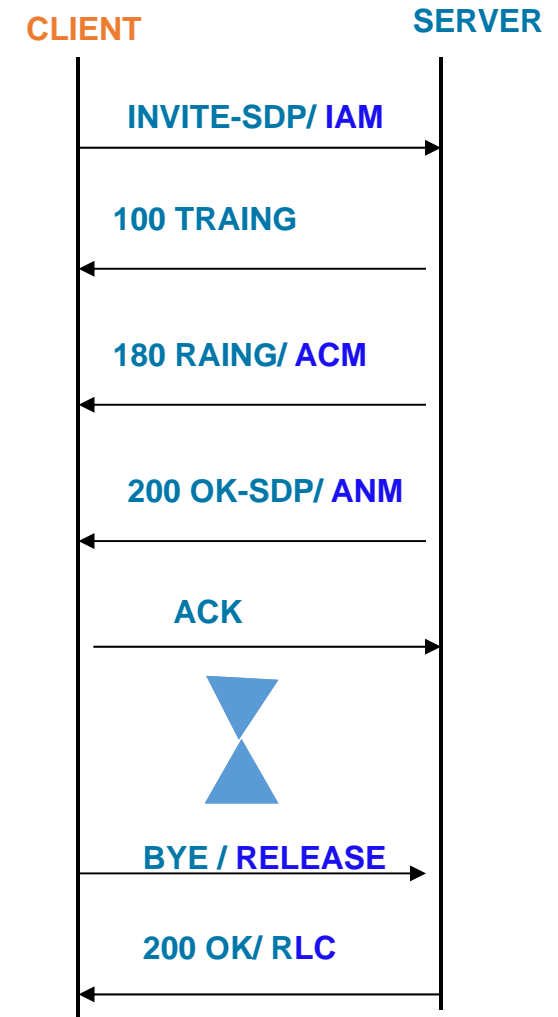 CLIENT
SERVER
INVITE-SDP/ IAM
100 TRAING
180 RAING/ ACM
200 OK-SDP/ ANM
ACK
BYE / RELEASE
200 OK/ RLC